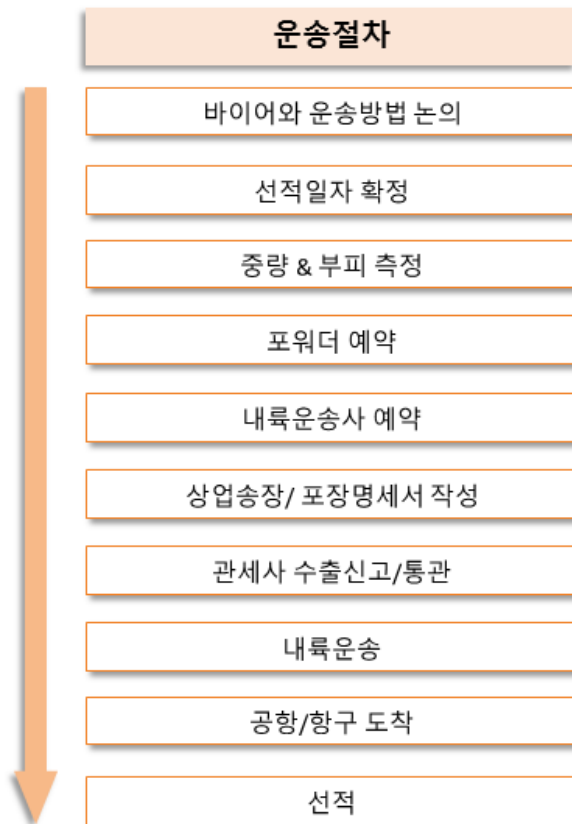 운송절차
바이어와 운송방법 논의
선적일자 확정
중량 & 부피 측정
포워더 예약
내륙운송사 예약
상업송장/ 포장명세서 작성
관세사 수출신고/통관
내륙운송
공항/항구 도착
선적